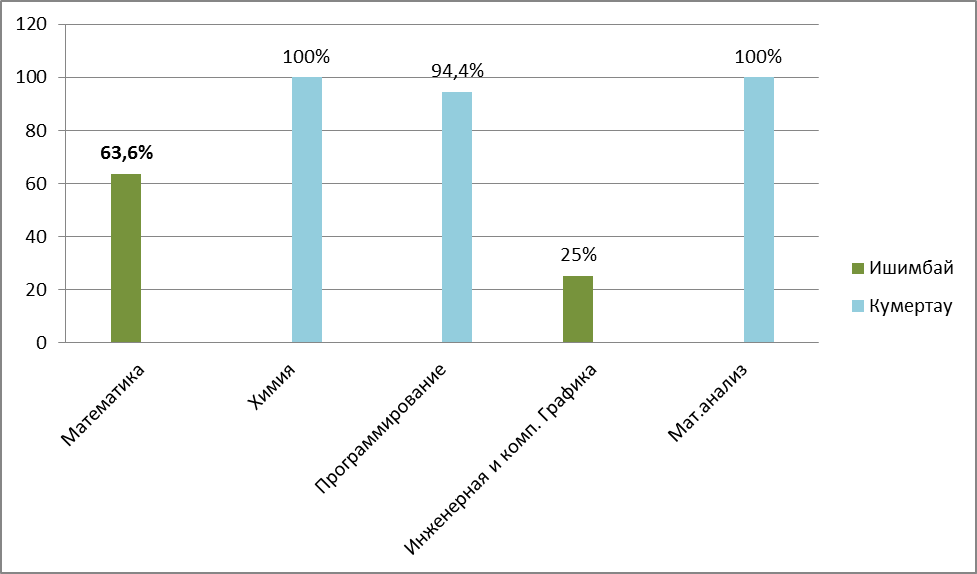 120
100
80
60
40
20
0
63,6%
100%
94,4%
25%
100%
Математика
Химия
Программирование
Инженерная и комп. Графика
Мат.анализ
Ишимбай
Кумертау